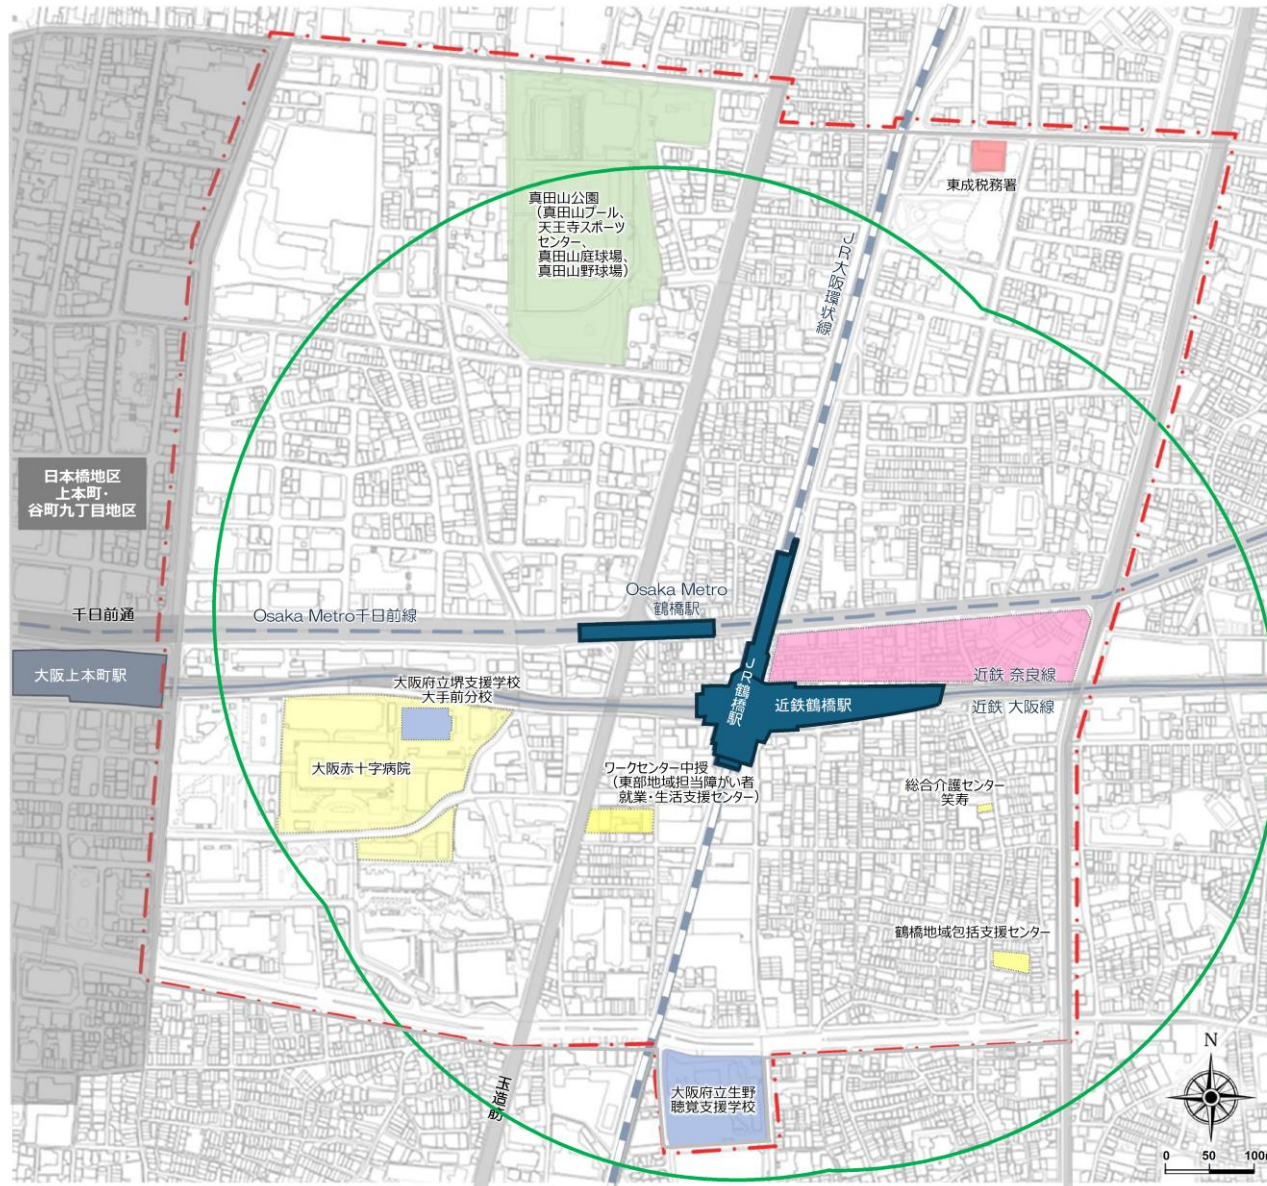 東成税務署
真田山公園
（真田山プール、
天王寺スポーツ
センター、
真田山庭球場、
真田山野球場）
ＪＲ大阪環状線
日本橋地区
上本町・
谷町九丁目地区
Osaka Metro
鶴橋駅
千日前通
Osaka Metro千日前線
大阪上本町駅
大阪府立堺支援学校
大手前分校
ＪＲ鶴橋駅
近鉄鶴橋駅
近鉄 奈良線
近鉄 大阪線
大阪赤十字病院
ワークセンター中授
（東部地域担当障がい者
就業・生活支援センター）
総合介護センター
笑寿
鶴橋地域包括支援センター
玉造筋
大阪府立生野
聴覚支援学校
N
0 50 100m